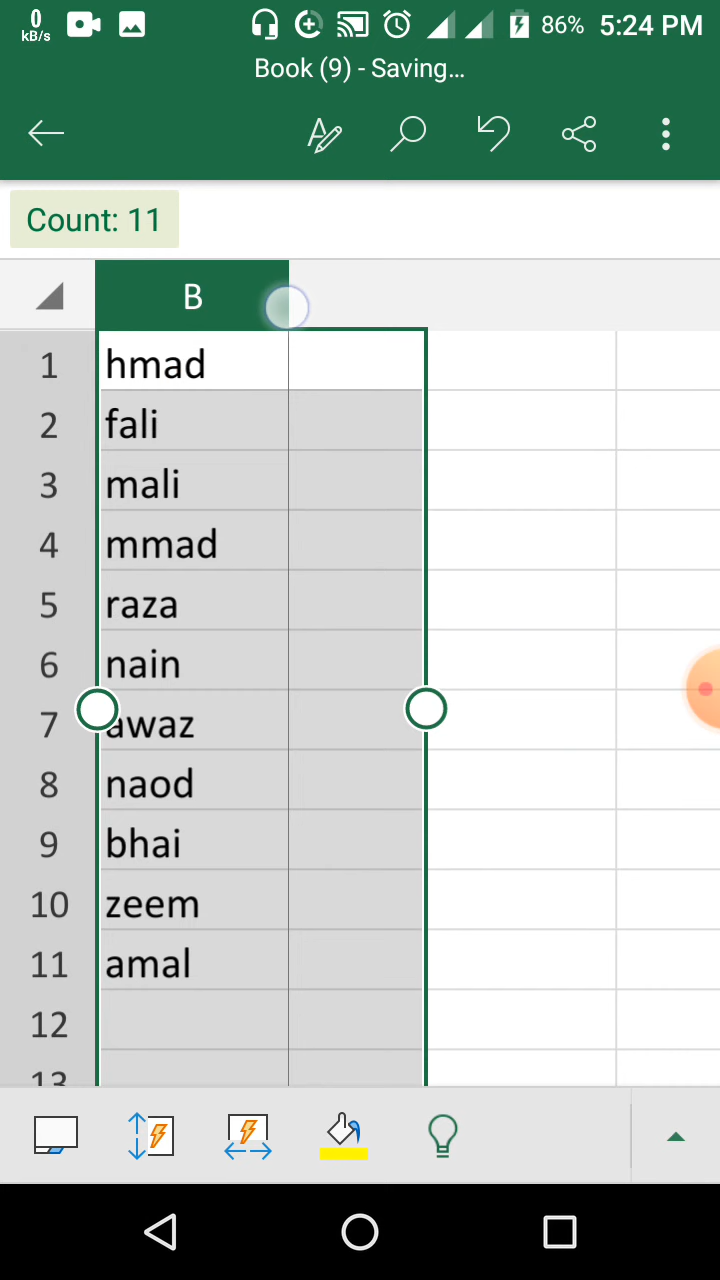 0
kB/s
86% 5:24 PM
Book (9) - Saving...
Count: 11
B
1 hmad
2 fali
3 mali
4 mmad
5 raza
6 nain
7 awaz
8 naod
9 bhai
10 zeem
11 amal
12
13